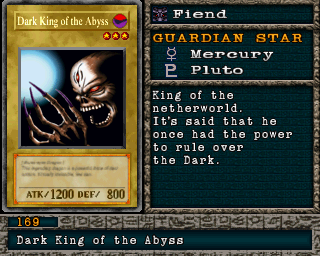 Dark King of the Abyss
Fiend
GUARDIAN STAR
Mercury
Pluto
King of the
netherworld.
It's said that he
once had the power
to rule over
the Dark.
ATK/1200 DEF/ 800
169
Dark King of the Abyss